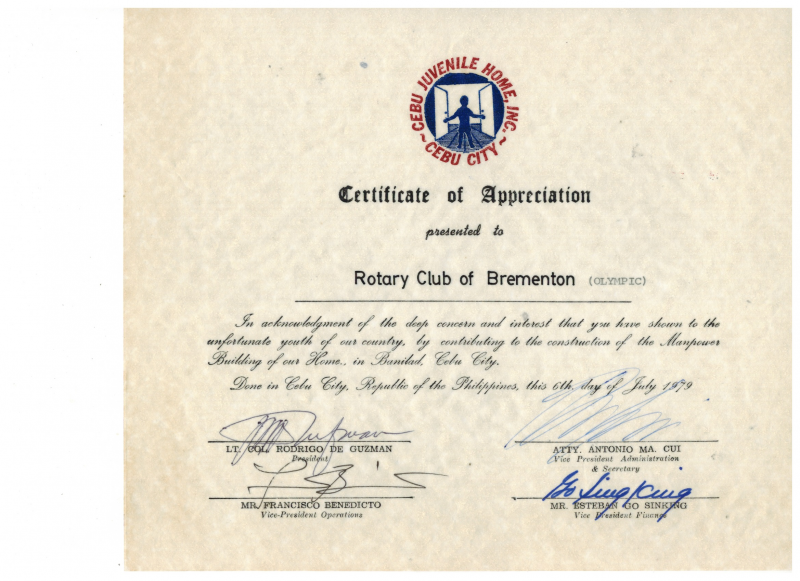 CEBU JUVENILE HOME, INC.
~ CEBU CITY ~
Certificate of Appreciation
presented to
Rotary Club of Brementon (OLYMPIC)
In acknowledgment of the deep concern and interest that you have shown to the
unfortunate youth of our country, by contributing to the construction of the Manpower
Building of our Home., in Banilad, Cebu City.
Done in Cebu City, Republic of the Philippines, this 6th day of July 1979
LT. COL. RODRIGO DE GUZMAN
President
ATTY. ANTONIO MA. CUI
Vice President Administration
& Secretary
Go Sing King
MR. FRANCISCO BENEDICTO
Vice-President Operations
MR. ESTEBAN GO SINKING
Vice President Finance